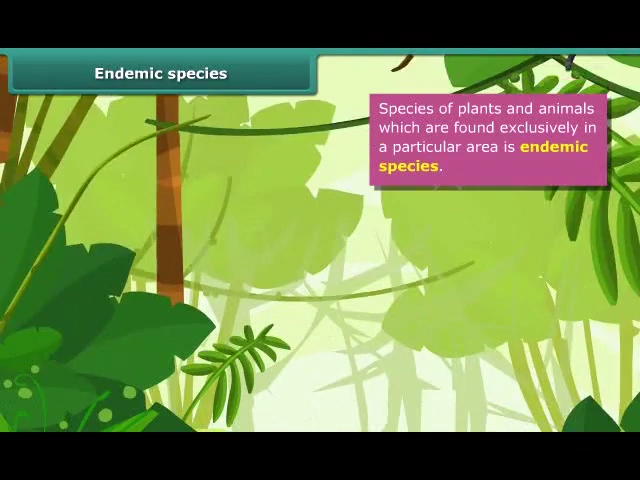 Endemic species
Species of plants and animals
which are found exclusively in
a particular area is endemic
species.